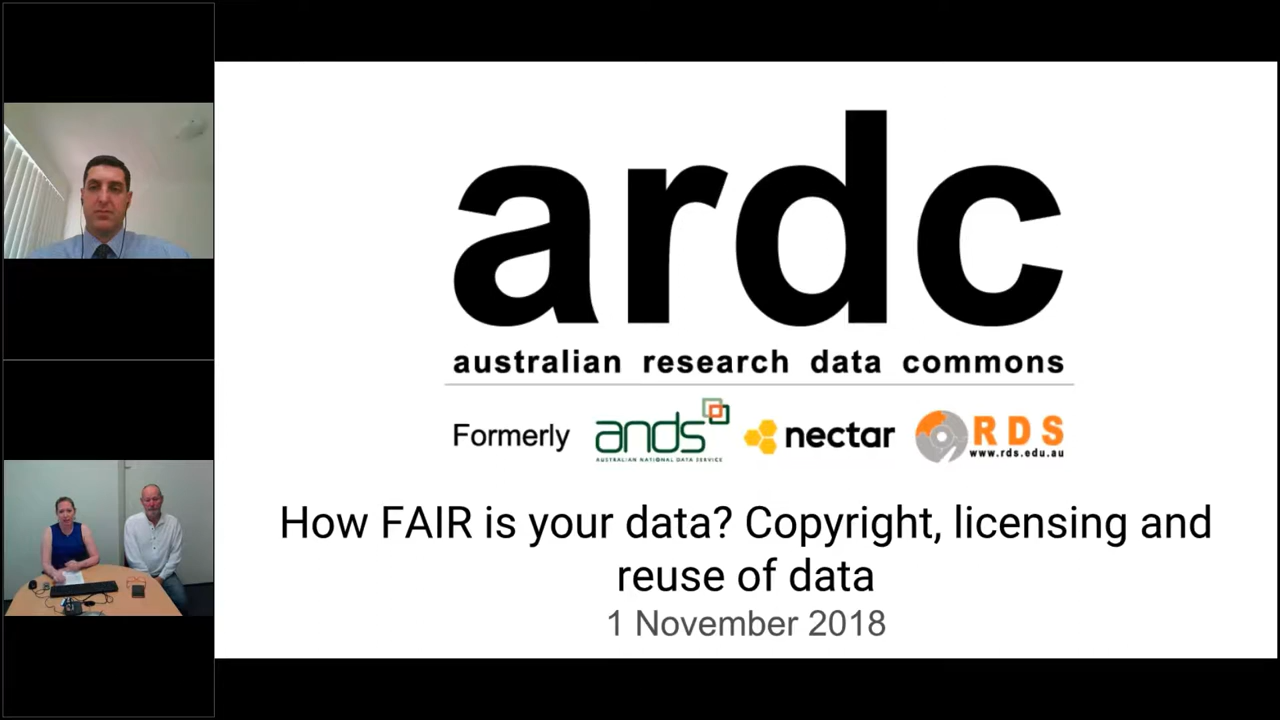 ardc
australian research data commons
Formerly ands nectar RDS
AUSTRALIAN NATIONAL DATA SERVICE www.rds.edu.au
How FAIR is your data? Copyright, licensing and
reuse of data
1 November 2018